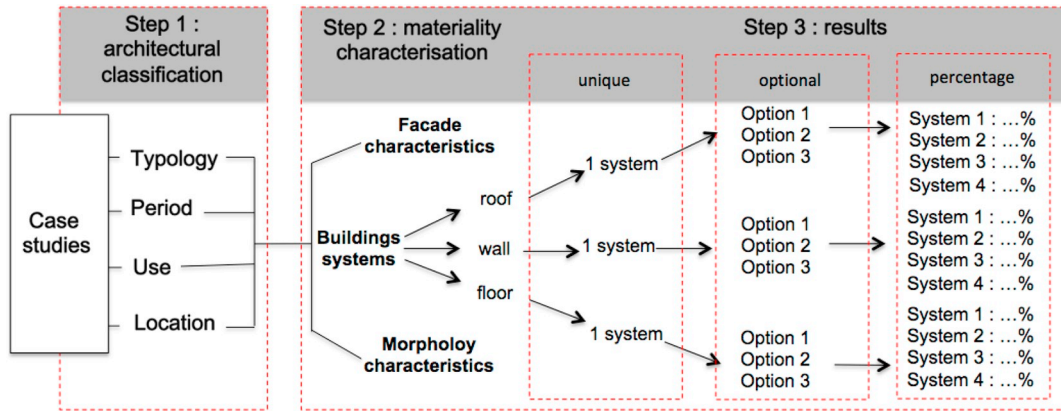 Step 1 :
architectural
classification
Step 2 : materiality
characterisation
Step 3 : results
unique
optional
percentage
Case
studies
Typology
Period
Use
Location
Facade
characteristics
Buildings
systems
Morpholoy
characteristics
roof
wall
floor
1 system
1 system
1 system
Option 1
Option 2
Option 3
Option 1
Option 2
Option 3
Option 1
Option 2
Option 3
System 1 : ...%
System 2 : ...%
System 3 : ...%
System 4 : ...%
System 1 : ...%
System 2 : ...%
System 3 : ...%
System 4 : ...%
System 1 : ...%
System 2 : ...%
System 3 : ...%
System 4 : ...%